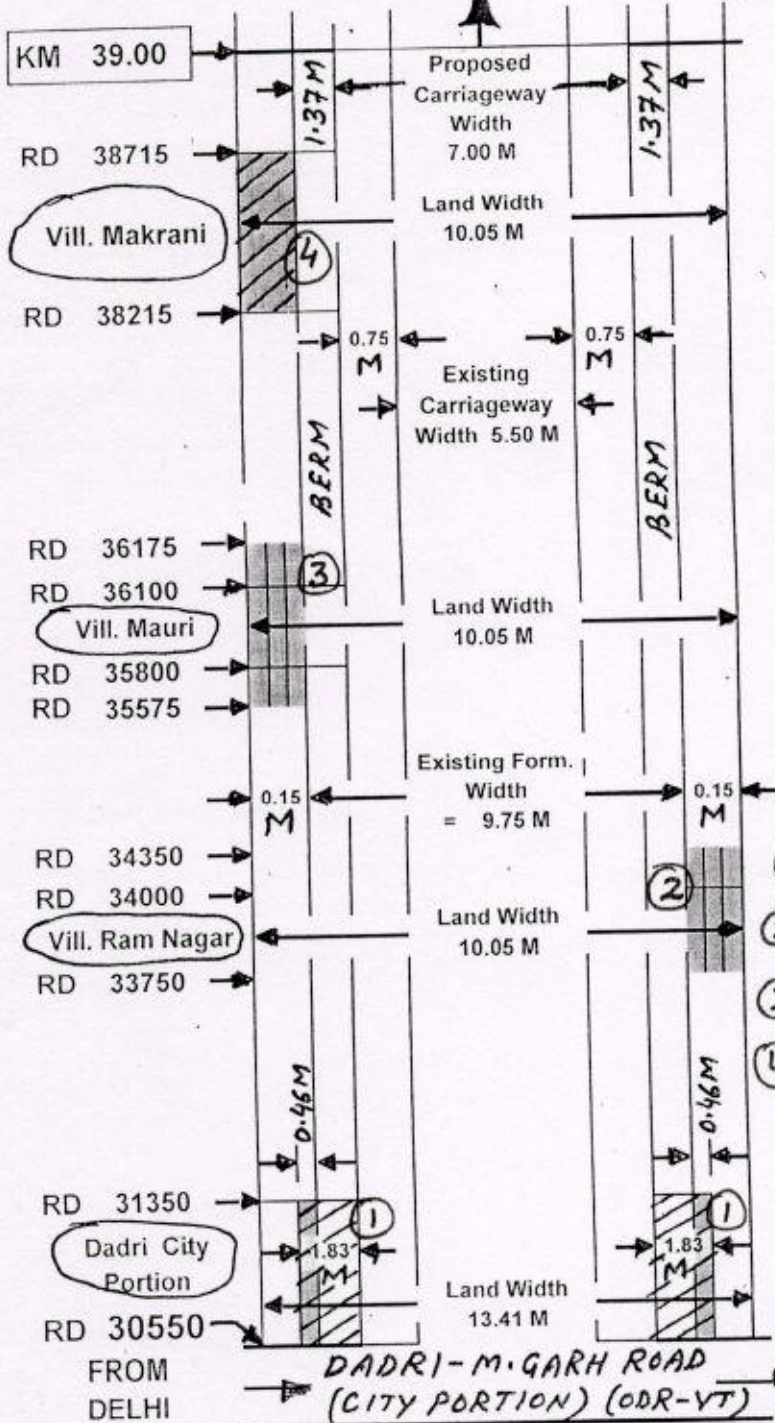 KM 39.00
1.37 M
Proposed
Carriageway
Width
7.00 M
1.37 M
RD 38715
Vill. Makrani
Land Width
10.05 M
4
RD 38215
0.75
M
0.75
M
Existing
Carriageway
Width 5.50 M
BERM
BERM
RD 36175
RD 36100
3
Vill. Mauri
Land Width
10.05 M
RD 35800
RD 35575
Existing Form.
Width
= 9.75 M
0.15
M
0.15
M
RD 34350
RD 34000
2
Vill. Ram Nagar
Land Width
10.05 M
RD 33750
0.46M
0.46M
RD 31350
1
1
Dadri City
Portion
1.83
M
1.83
M
Land Width
13.41 M
RD 30550
FROM
DELHI
DADRI-M.GARH ROAD
(CITY PORTION) (ODR-VT)